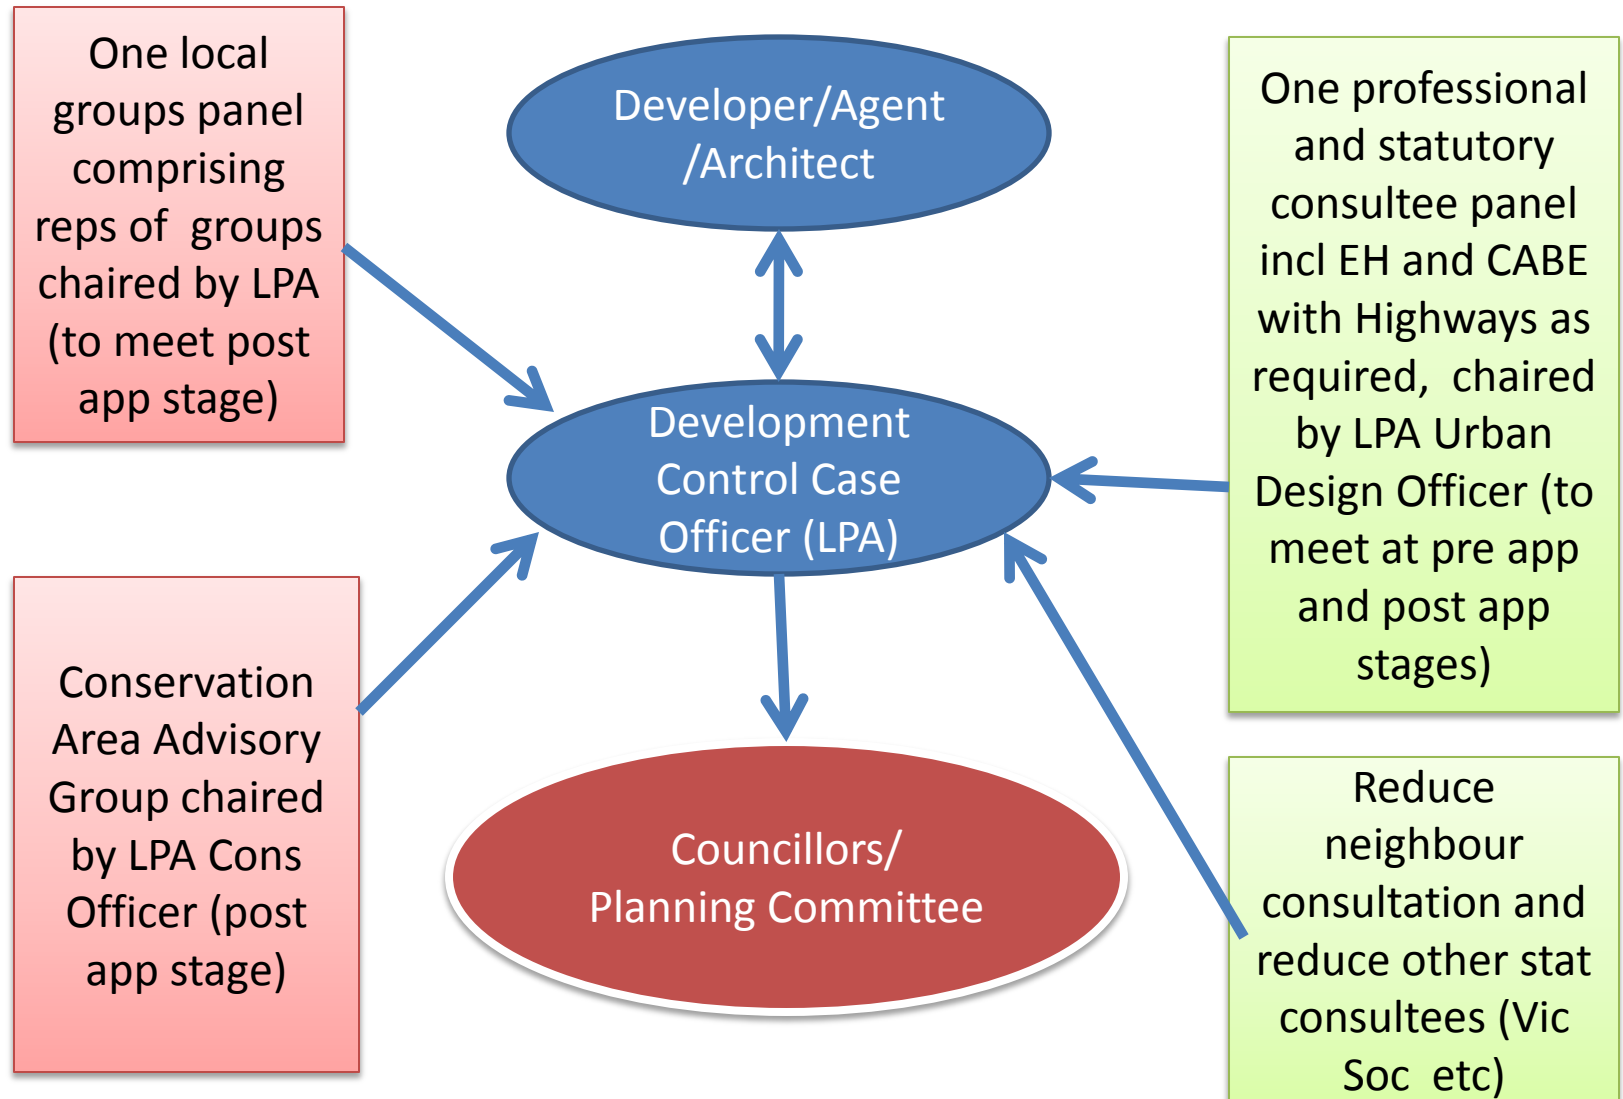 One local
groups panel
comprising
reps of groups
chaired by LPA
(to meet post
app stage)
Developer/Agent
/Architect
One professional
and statutory
consultee panel
incl EH and CABE
with Highways as
required, chaired
by LPA Urban
Design Officer (to
meet at pre app
and post app
stages)
Development
Control Case
Officer (LPA)
Conservation
Area Advisory
Group chaired
by LPA Cons
Officer (post
app stage)
Councillors/
Planning Committee
Reduce
neighbour
consultation and
reduce other stat
consultees (Vic
Soc etc)